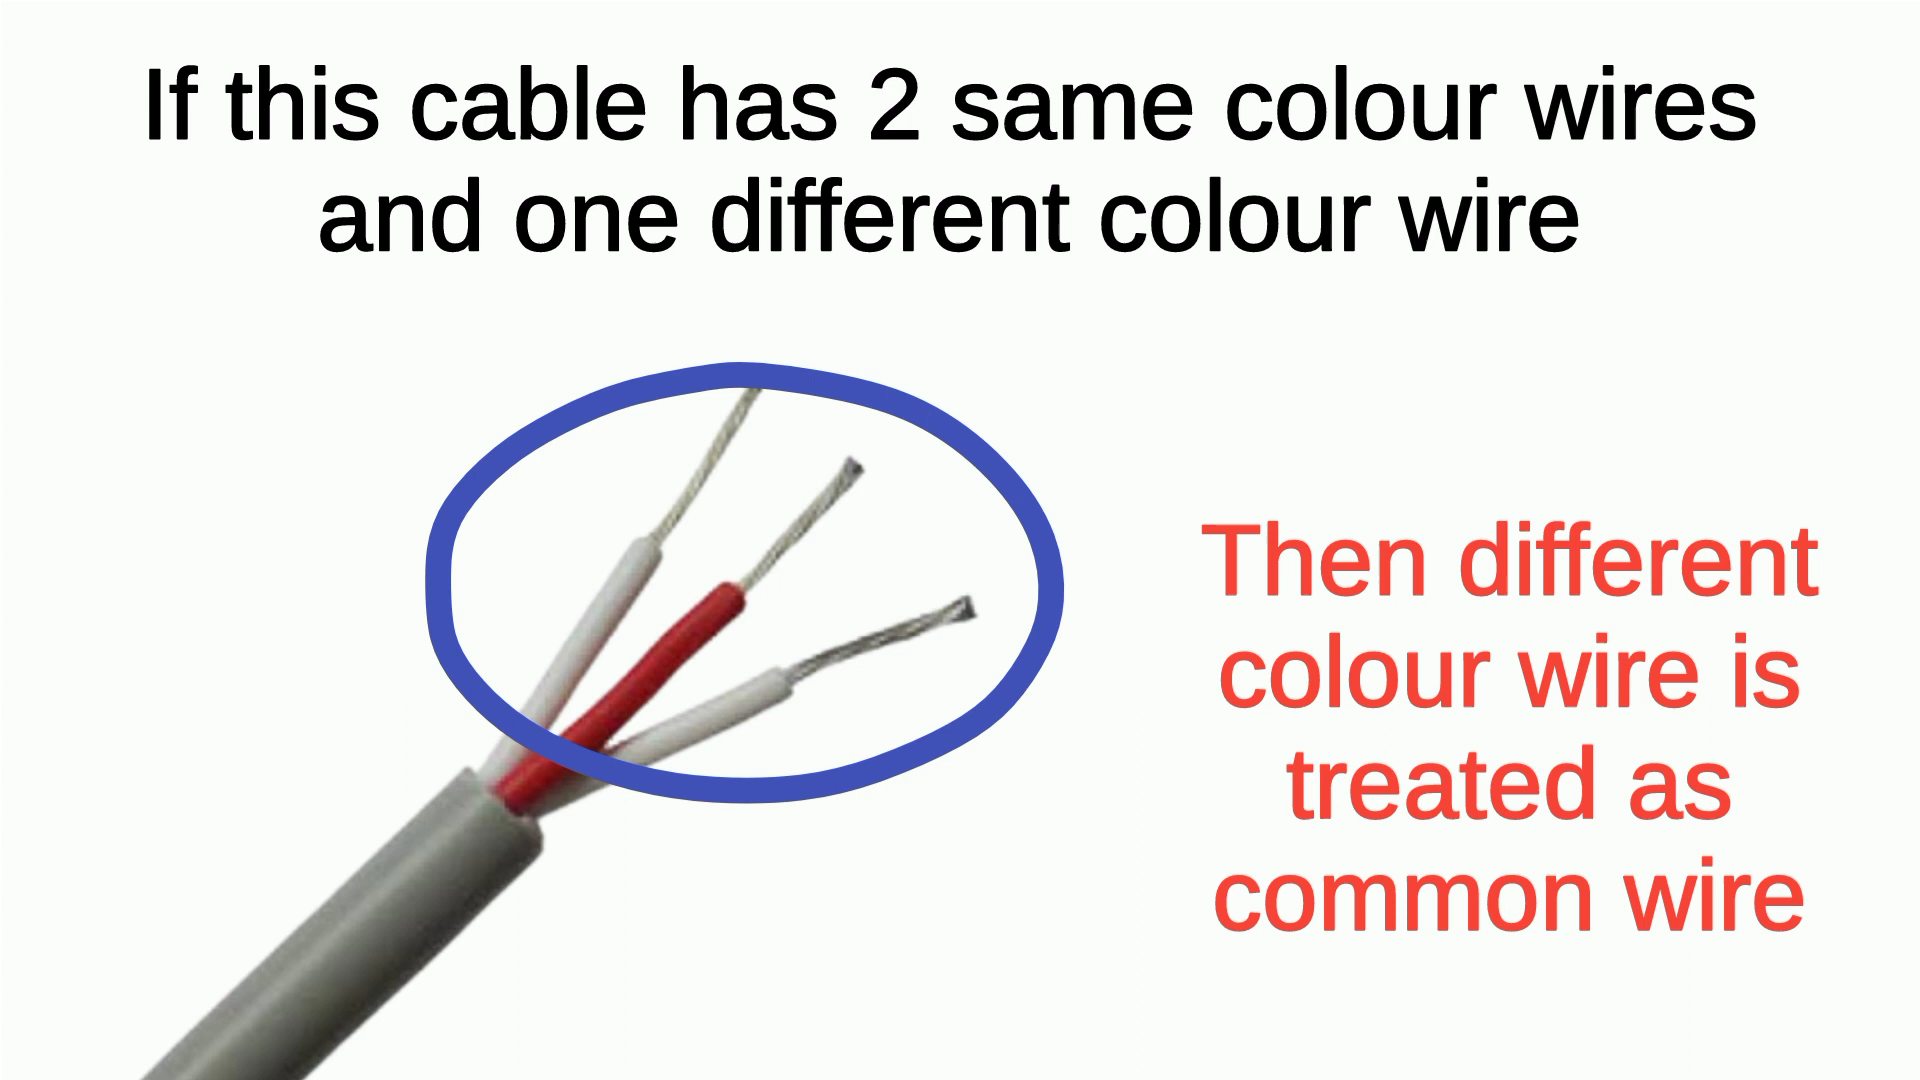 If this cable has 2 same colour wires
and one different colour wire
Then different
colour wire is
treated as
common wire